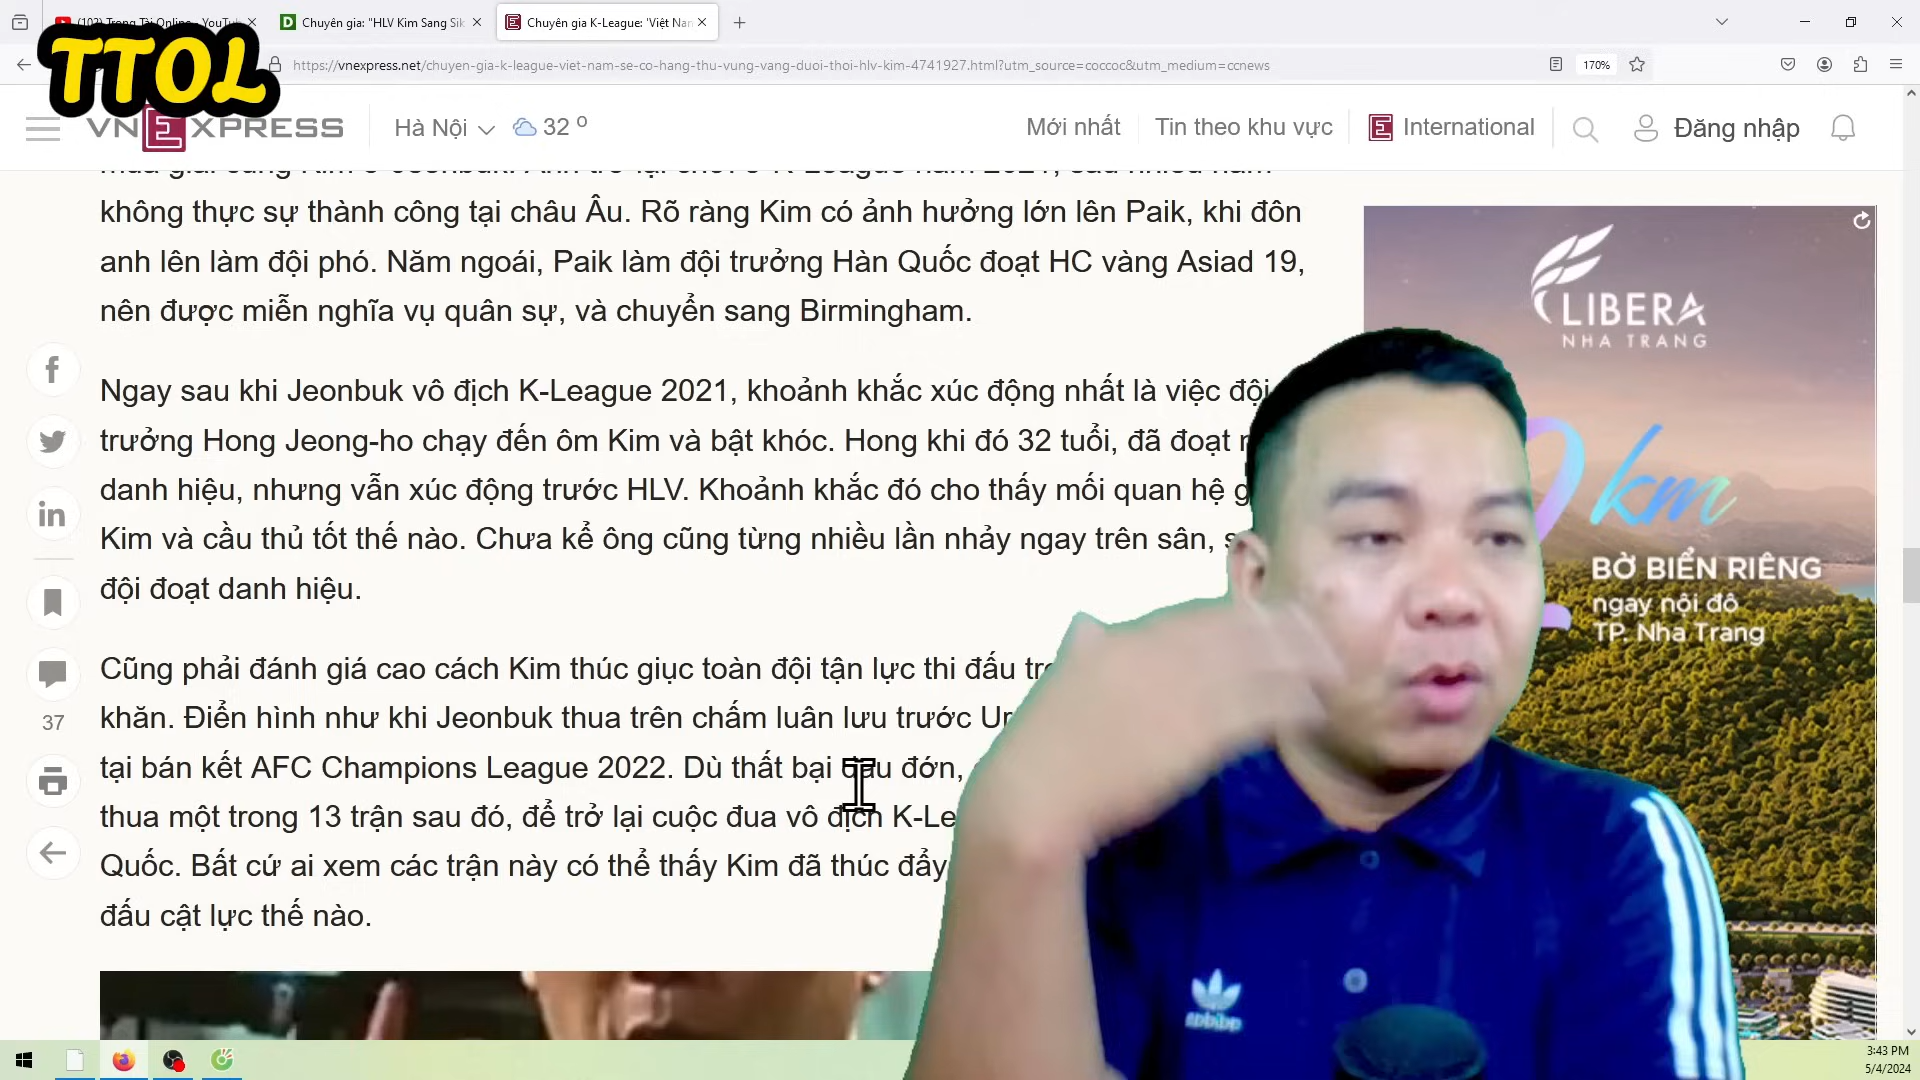 (102) Trọng Tài Online - YouTub
Chuyên gia: "HLV Kim Sang Sik
Chuyên gia K-League: 'Việt Nam
TTOL
https://vnexpress.net/chuyen-gia-k-league-viet-nam-se-co-hang-thu-vung-vang-duoi-thoi-hlv-kim-4741927.html?utm_source=coccoc&utm_medium=ccnews
170%
VNEXPRESS
Hà Nội
32 º
Mới nhất
Tin theo khu vực
E International
Đăng nhập
không thực sự thành công tại châu Âu. Rõ ràng Kim có ảnh hưởng lớn lên Paik, khi đôn
anh lên làm đội phó. Năm ngoái, Paik làm đội trưởng Hàn Quốc đoạt HC vàng Asiad 19,
nên được miễn nghĩa vụ quân sự, và chuyển sang Birmingham.
Ngay sau khi Jeonbuk vô địch K-League 2021, khoảnh khắc xúc động nhất là việc đội
trưởng Hong Jeong-ho chạy đến ôm Kim và bật khóc. Hong khi đó 32 tuổi, đã đoạt
danh hiệu, nhưng vẫn xúc động trước HLV. Khoảnh khắc đó cho thấy mối quan hệ
Kim và cầu thủ tốt thế nào. Chưa kể ông cũng từng nhiều lần nhảy ngay trên sân,
đội đoạt danh hiệu.
Cũng phải đánh giá cao cách Kim thúc giục toàn đội tận lực thi đấu
khăn. Điển hình như khi Jeonbuk thua trên chấm luân lưu trước
tại bán kết AFC Champions League 2022. Dù thất bại đau đớn,
thua một trong 13 trận sau đó, để trở lại cuộc đua vô địch K-Le
Quốc. Bất cứ ai xem các trận này có thể thấy Kim đã thúc đẩy
đấu cật lực thế nào.
37
LIBERA
NHA TRANG
2km
BỜ BIỂN RIÊNG
ngay nội đô
TP. Nha Trang
adidas
3:43 PM
5/4/2024